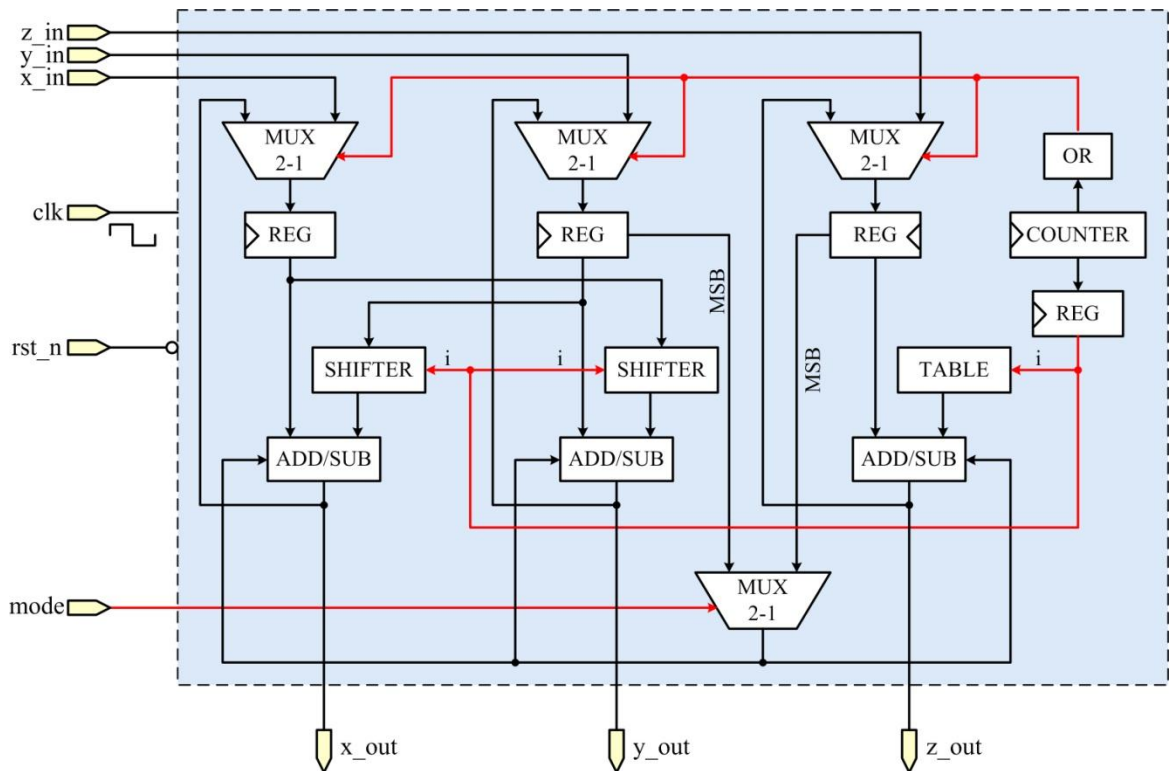 z_in
y_in
x_in
MUX
2-1
MUX
2-1
MUX
2-1
OR
clk
REG
REG
REG
COUNTER
MSB
REG
rst_n
SHIFTER
i
i
SHIFTER
MSB
TABLE
i
ADD/SUB
ADD/SUB
ADD/SUB
mode
MUX
2-1
x_out
y_out
z_out